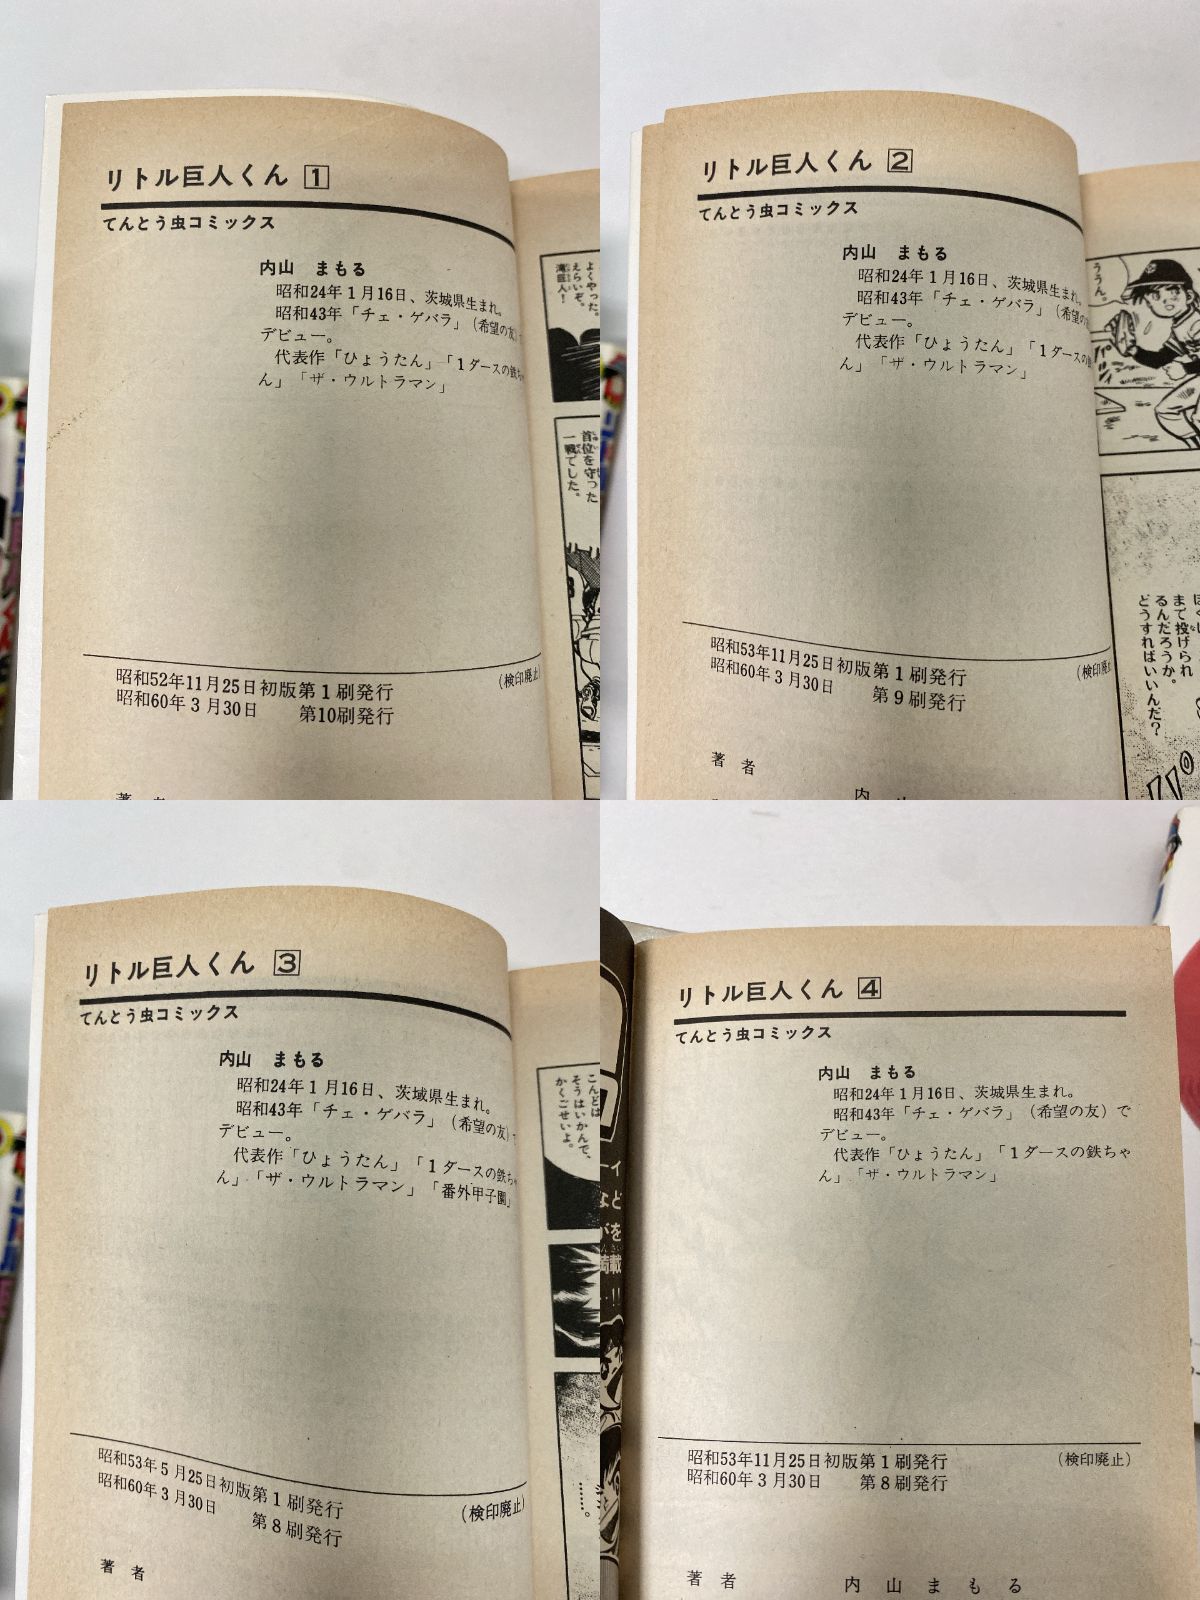 リトル巨人くん 1
てんとう虫コミックス
内山 まもる
昭和24年1月16日、茨城県生まれ。
昭和43年「チェ・ゲバラ」(希望の友)で
デビュー。
代表作「ひょうたん」「1ダースの鉄ちゃ
ん」「ザ・ウルトラマン」
昭和52年11月25日初版第1刷発行
(検印廃止)
昭和60年3月30日 第10刷発行
著者
よくやった。
えらいぞ。
滝巨人!
首位を守った
一戦でした。
リトル巨人くん 2
てんとう虫コミックス
内山 まもる
昭和24年1月16日、茨城県生まれ。
昭和43年「チェ・ゲバラ」(希望の友)
デビュー。
代表作「ひょうたん」「1ダースの鉄
ん」「ザ・ウルトラマン」
昭和53年11月25日初版第1刷発行
(検印廃
昭和60年3月30日 第9刷発行
著者
内山
ううん。
まで投げられ
るんだろうか。
どうすればいいんだ?
リトル巨人くん 3
てんとう虫コミックス
内山 まもる
昭和24年1月16日、茨城県生まれ。
昭和43年「チェ・ゲバラ」(希望の友)で
デビュー。
代表作「ひょうたん」「1ダースの鉄ちゃ
ん」「ザ・ウルトラマン」「番外甲子園」
昭和53年5月25日初版第1刷発行
(検印廃止)
昭和60年3月30日 第8刷発行
著者
こんどは
そうはいかんで、
かくごせいよ。
……。
リトル巨人くん 4
てんとう虫コミックス
内山 まもる
昭和24年1月16日、茨城県生まれ。
昭和43年「チェ・ゲバラ」(希望の友)で
デビュー。
代表作「ひょうたん」「1ダースの鉄ちゃ
ん」「ザ・ウルトラマン」
昭和53年11月25日初版第1刷発行
(検印廃止)
昭和60年3月30日 第8刷発行
著者 内山まもる
ーイ
など
がを
載
…!!